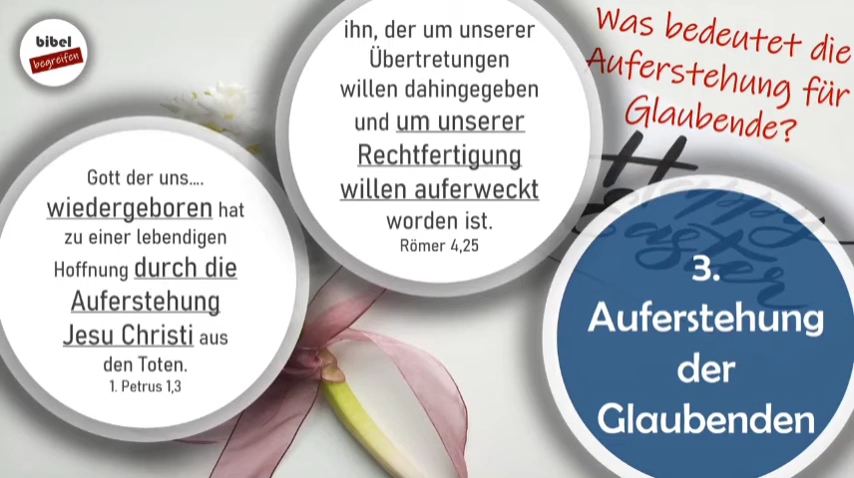 bibel
begreifen
Gott der uns....
wiedergeboren hat
zu einer lebendigen
Hoffnung durch die
Auferstehung
Jesu Christi aus
den Toten.
1. Petrus 1,3
ihn, der um unserer
Übertretungen
willen dahingegeben
und um unserer
Rechtfertigung
willen auferweckt
worden ist.
Römer 4,25
Was bedeutet die
Auferstehung für
Glaubende?
#
Happy
Easter
3.
Auferstehung
der
Glaubenden